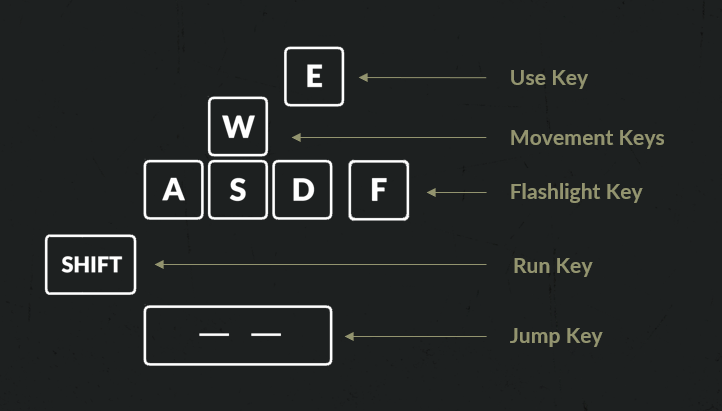 E Use Key
W Movement Keys
A S D F Flashlight Key
SHIFT Run Key
Jump Key